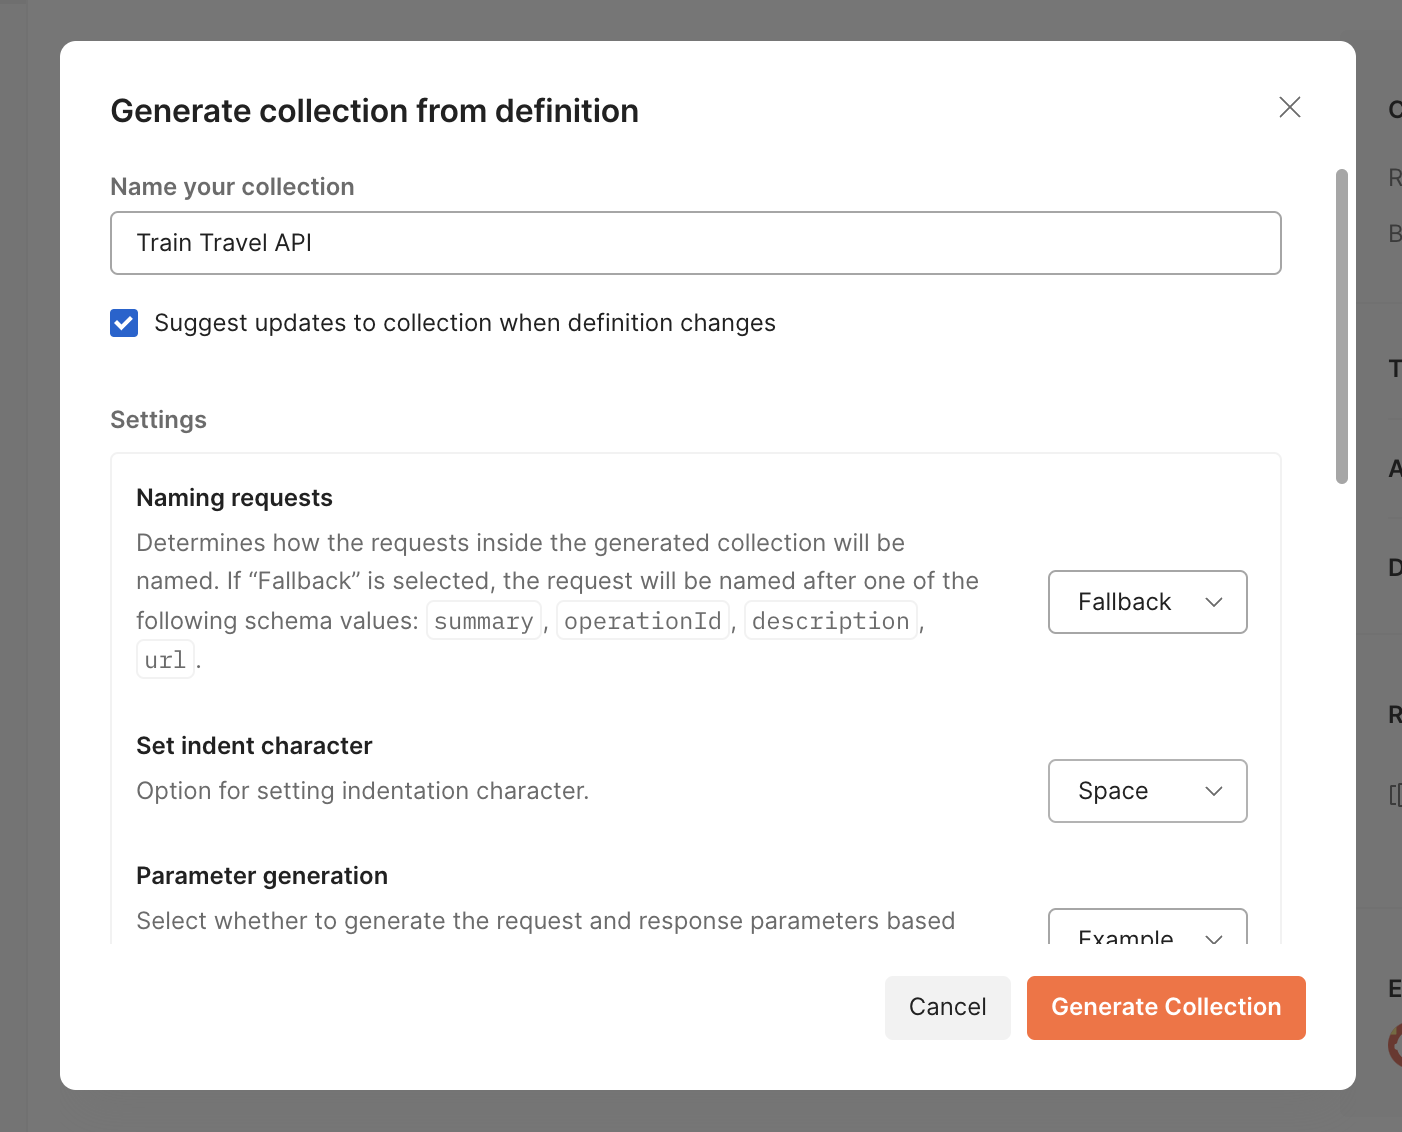 Generate collection from definition
Name your collection
Train Travel API
Suggest updates to collection when definition changes
Settings
Naming requests
Determines how the requests inside the generated collection will be
named. If “Fallback” is selected, the request will be named after one of the
following schema values: summary, operationId, description,
url.
Fallback
Set indent character
Option for setting indentation character.
Space
Parameter generation
Select whether to generate the request and response parameters based
Example
Cancel
Generate Collection